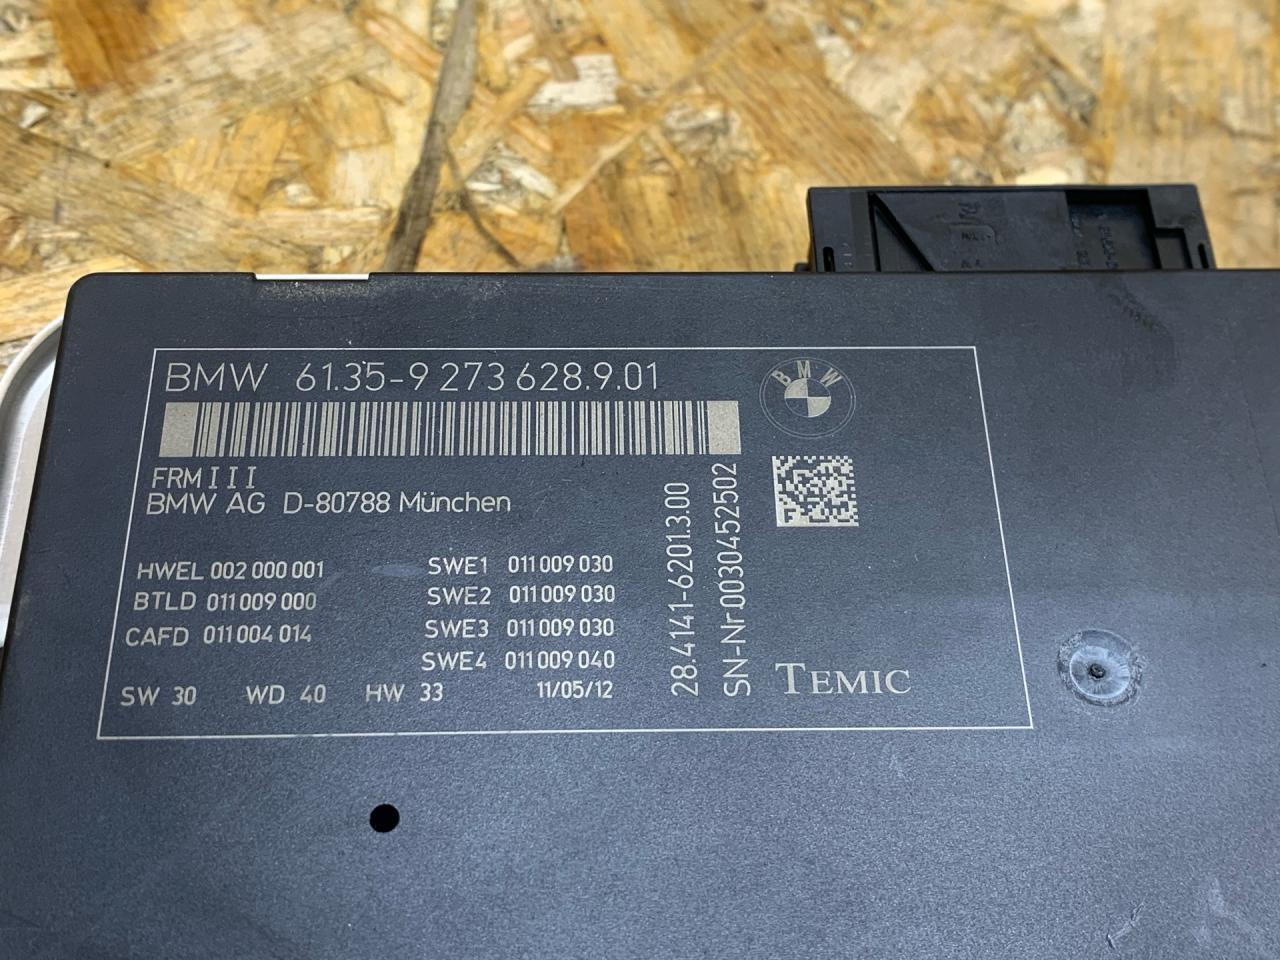 BMW 61.35-9 273 628.9.01
BMW
FRMIII
BMW AG D-80788 München
HWEL 002 000 001
BTLD 011 009 000
CAFD 011 004 014
SWE1 011 009 030
SWE2 011 009 030
SWE3 011 009 030
SWE4 011 009 040
SW 30 WD 40 HW 33 11/05/12
28.4141-6201.3.00
SN-Nr 0030452502
TEMIC